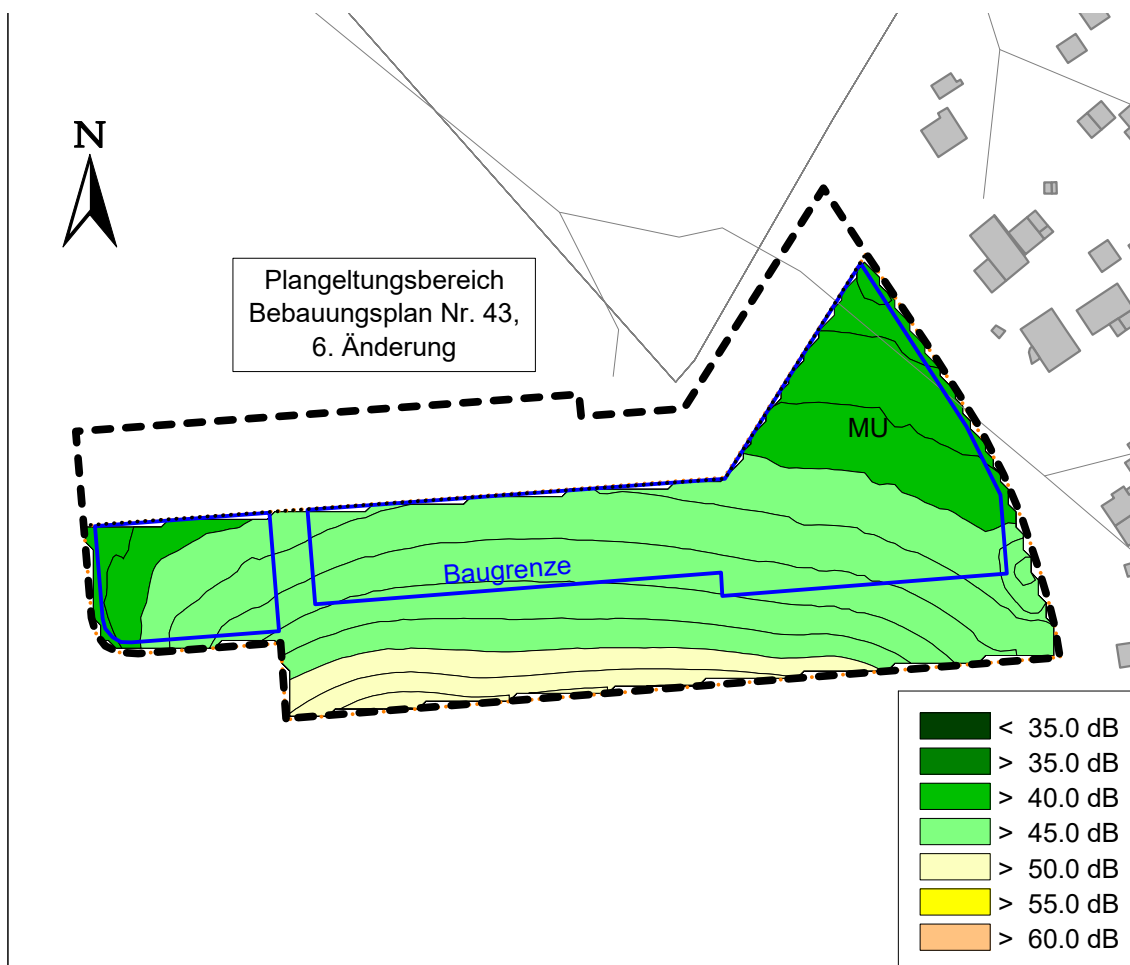 N
Plangeltungsbereich
Bebauungsplan Nr. 43,
6. Änderung
MU
Baugrenze
< 35.0 dB
> 35.0 dB
> 40.0 dB
> 45.0 dB
> 50.0 dB
> 55.0 dB
> 60.0 dB